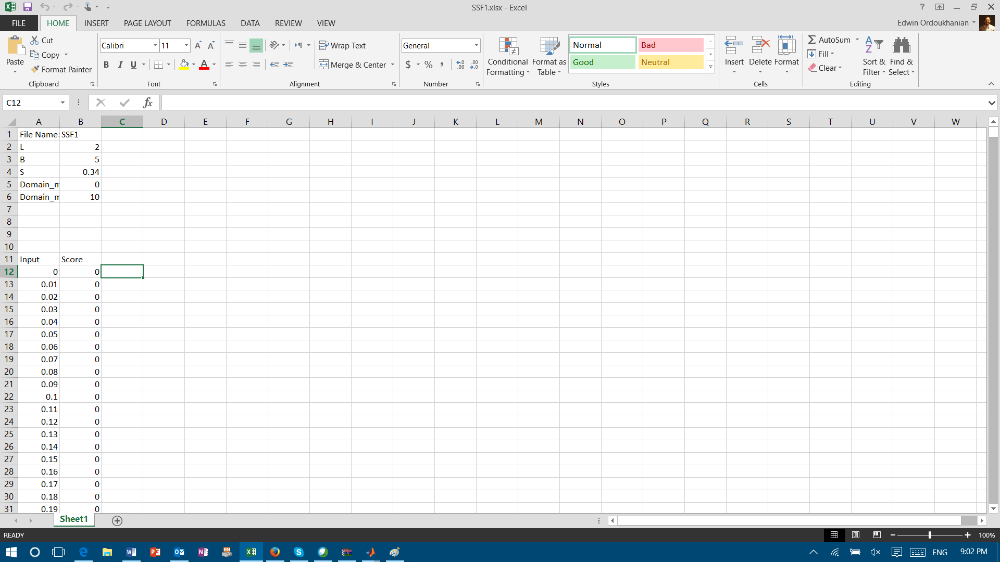 SSF1.xlsx - Excel
?
FILE HOME INSERT PAGE LAYOUT FORMULAS DATA REVIEW VIEW
Edwin Ordoukhanian
Paste
Cut
Copy
Format Painter
Clipboard
Calibri 11
B I U
Font
Wrap Text
Merge & Center
Alignment
General
$ % ,
Number
Conditional Formatting
Format as Table
Normal Bad
Good Neutral
Styles
Insert Delete Format
Cells
AutoSum
Fill
Clear
Sort & Filter
Find & Select
Editing
C12
fx
A B C D E F G H I J K L M N O P Q R S T U V W
1 File Name: SSF1
2 L 2
3 B 5
4 S 0.34
5 Domain_m 0
6 Domain_m 10
7
8
9
10
11 Input Score
12 0 0
13 0.01 0
14 0.02 0
15 0.03 0
16 0.04 0
17 0.05 0
18 0.06 0
19 0.07 0
20 0.08 0
21 0.09 0
22 0.1 0
23 0.11 0
24 0.12 0
25 0.13 0
26 0.14 0
27 0.15 0
28 0.16 0
29 0.17 0
30 0.18 0
31 0.19 0
Sheet1
READY
100%
ENG
9:02 PM